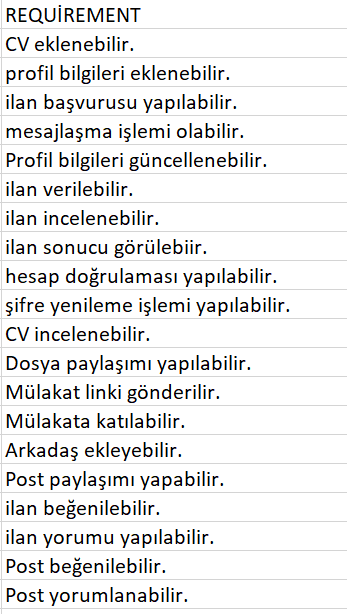 REQUİREMENT
CV eklenebilir.
profil bilgileri eklenebilir.
ilan başvurusu yapılabilir.
mesajlaşma işlemi olabilir.
Profil bilgileri güncellenebilir.
ilan verilebilir.
ilan incelenebilir.
ilan sonucu görülebiir.
hesap doğrulaması yapılabilir.
şifre yenileme işlemi yapılabilir.
CV incelenebilir.
Dosya paylaşımı yapılabilir.
Mülakat linki gönderilir.
Mülakata katılabilir.
Arkadaş ekleyebilir.
Post paylaşımı yapabilir.
ilan beğenilebilir.
ilan yorumu yapılabilir.
Post beğenilebilir.
Post yorumlanabilir.